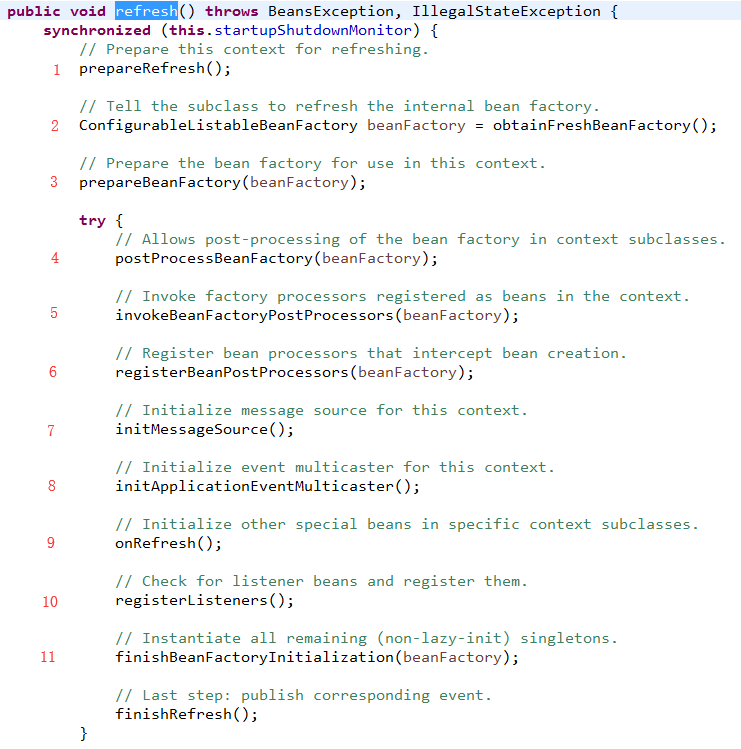 public void refresh() throws BeansException, IllegalStateException {
synchronized (this.startupShutdownMonitor) {
// Prepare this context for refreshing.
1 prepareRefresh();
// Tell the subclass to refresh the internal bean factory.
2 ConfigurableListableBeanFactory beanFactory = obtainFreshBeanFactory();
// Prepare the bean factory for use in this context.
3 prepareBeanFactory(beanFactory);
try {
// Allows post-processing of the bean factory in context subclasses.
4 postProcessBeanFactory(beanFactory);
// Invoke factory processors registered as beans in the context.
5 invokeBeanFactoryPostProcessors(beanFactory);
// Register bean processors that intercept bean creation.
6 registerBeanPostProcessors(beanFactory);
// Initialize message source for this context.
7 initMessageSource();
// Initialize event multicaster for this context.
8 initApplicationEventMulticaster();
// Initialize other special beans in specific context subclasses.
9 onRefresh();
// Check for listener beans and register them.
10 registerListeners();
// Instantiate all remaining (non-lazy-init) singletons.
11 finishBeanFactoryInitialization(beanFactory);
// Last step: publish corresponding event.
finishRefresh();
}